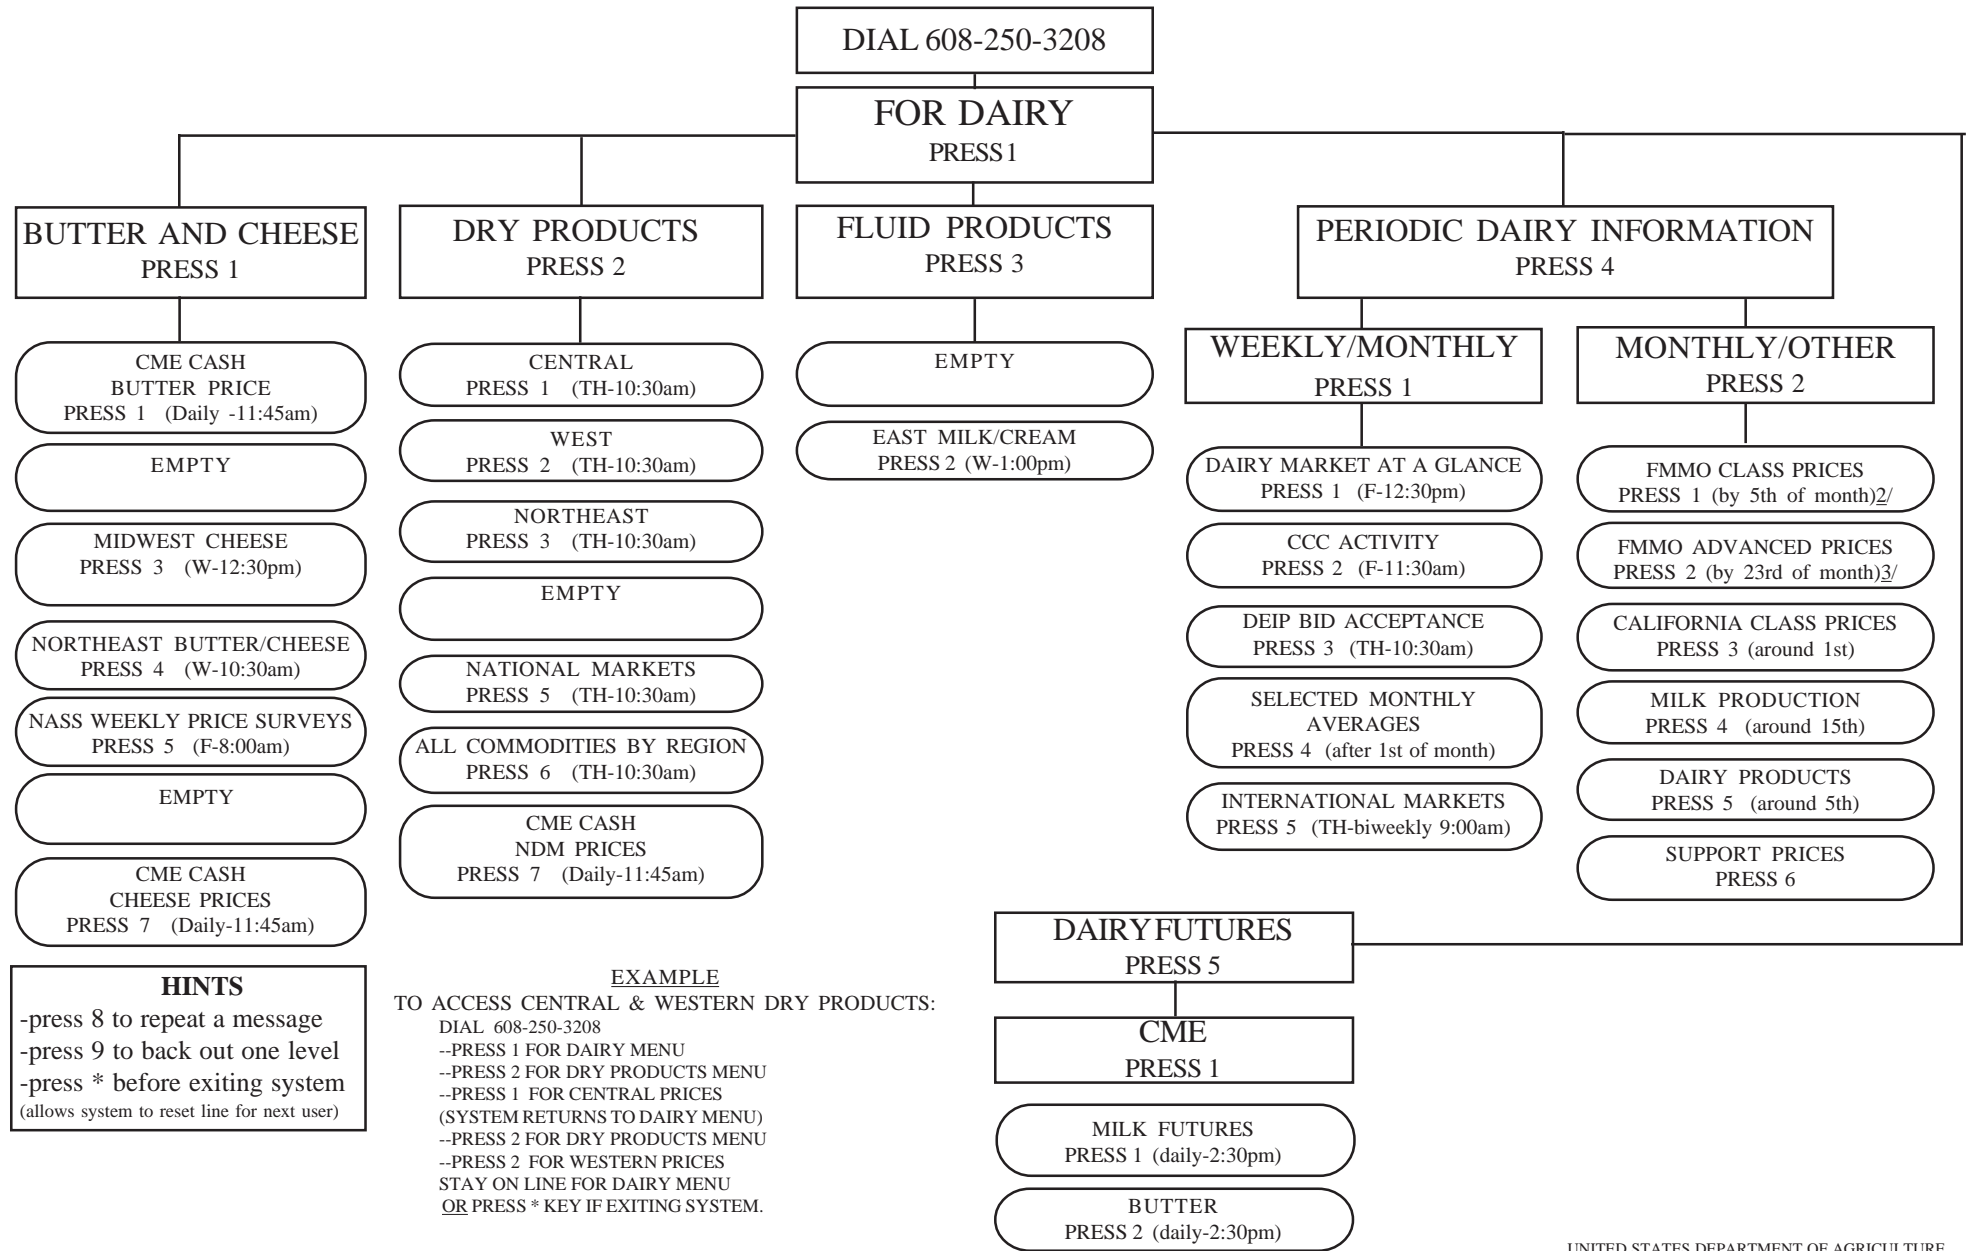 DIAL 608-250-3208
FOR DAIRY
PRESS 1
BUTTER AND CHEESE
PRESS 1
CME CASH
BUTTER PRICE
PRESS 1 (Daily -11:45am)
EMPTY
MIDWEST CHEESE
PRESS 3 (W-12:30pm)
NORTHEAST BUTTER/CHEESE
PRESS 4 (W-10:30am)
NASS WEEKLY PRICE SURVEYS
PRESS 5 (F-8:00am)
EMPTY
CME CASH
CHEESE PRICES
PRESS 7 (Daily-11:45am)
DRY PRODUCTS
PRESS 2
CENTRAL
PRESS 1 (TH-10:30am)
WEST
PRESS 2 (TH-10:30am)
NORTHEAST
PRESS 3 (TH-10:30am)
EMPTY
NATIONAL MARKETS
PRESS 5 (TH-10:30am)
ALL COMMODITIES BY REGION
PRESS 6 (TH-10:30am)
CME CASH
NDM PRICES
PRESS 7 (Daily-11:45am)
FLUID PRODUCTS
PRESS 3
EMPTY
EAST MILK/CREAM
PRESS 2 (W-1:00pm)
PERIODIC DAIRY INFORMATION
PRESS 4
WEEKLY/MONTHLY
PRESS 1
DAIRY MARKET AT A GLANCE
PRESS 1 (F-12:30pm)
CCC ACTIVITY
PRESS 2 (F-11:30am)
DEIP BID ACCEPTANCE
PRESS 3 (TH-10:30am)
SELECTED MONTHLY
AVERAGES
PRESS 4 (after 1st of month)
INTERNATIONAL MARKETS
PRESS 5 (TH-biweekly 9:00am)
MONTHLY/OTHER
PRESS 2
FMMO CLASS PRICES
PRESS 1 (by 5th of month)2/
FMMO ADVANCED PRICES
PRESS 2 (by 23rd of month)3/
CALIFORNIA CLASS PRICES
PRESS 3 (around 1st)
MILK PRODUCTION
PRESS 4 (around 15th)
DAIRY PRODUCTS
PRESS 5 (around 5th)
SUPPORT PRICES
PRESS 6
DAIRY FUTURES
PRESS 5
CME
PRESS 1
MILK FUTURES
PRESS 1 (daily-2:30pm)
BUTTER
PRESS 2 (daily-2:30pm)
HINTS
-press 8 to repeat a message
-press 9 to back out one level
-press * before exiting system
(allows system to reset line for next user)
EXAMPLE
TO ACCESS CENTRAL & WESTERN DRY PRODUCTS:
DIAL 608-250-3208
--PRESS 1 FOR DAIRY MENU
--PRESS 2 FOR DRY PRODUCTS MENU
--PRESS 1 FOR CENTRAL PRICES
(SYSTEM RETURNS TO DAIRY MENU)
--PRESS 2 FOR DRY PRODUCTS MENU
--PRESS 2 FOR WESTERN PRICES
STAY ON LINE FOR DAIRY MENU
OR PRESS * KEY IF EXITING SYSTEM.
UNITED STATES DEPARTMENT OF AGRICULTURE